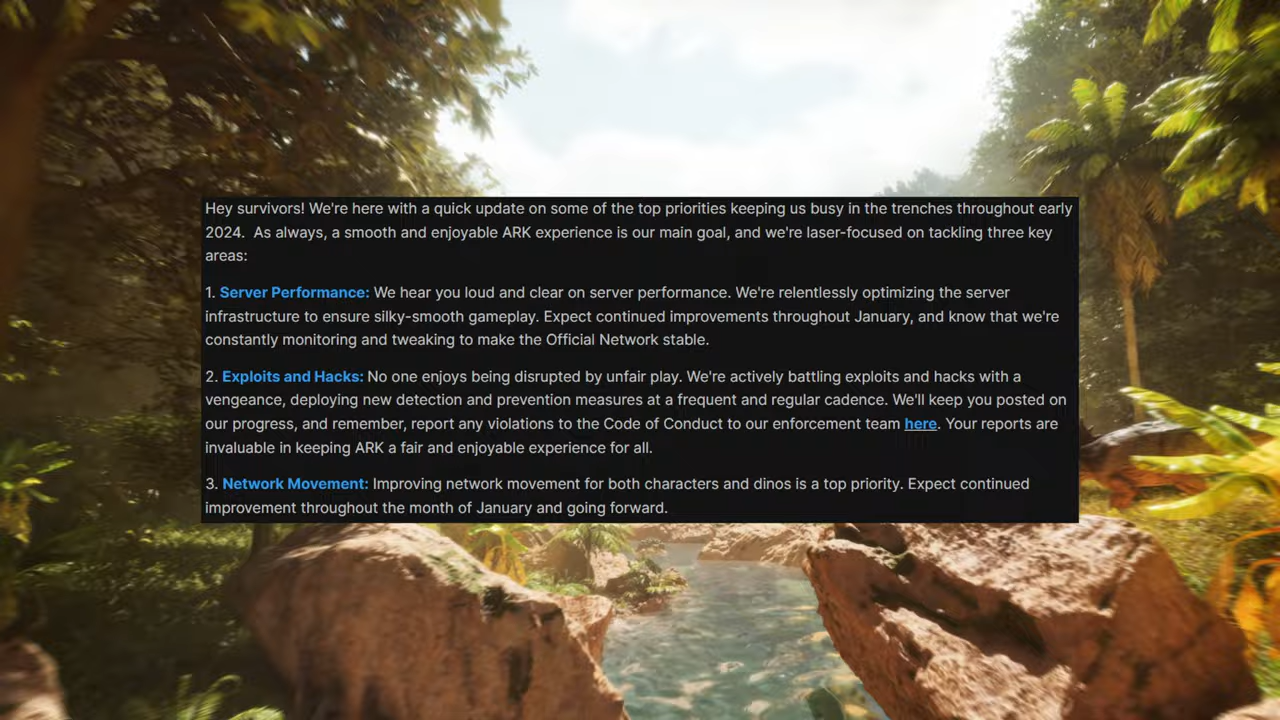 Hey survivors! We're here with a quick update on some of the top priorities keeping us busy in the trenches throughout early
2024.  As always, a smooth and enjoyable ARK experience is our main goal, and we're laser-focused on tackling three key
areas:
1. Server Performance: We hear you loud and clear on server performance. We're relentlessly optimizing the server
infrastructure to ensure silky-smooth gameplay. Expect continued improvements throughout January, and know that we're
constantly monitoring and tweaking to make the Official Network stable.
2. Exploits and Hacks: No one enjoys being disrupted by unfair play. We're actively battling exploits and hacks with a
vengeance, deploying new detection and prevention measures at a frequent and regular cadence. We'll keep you posted on
our progress, and remember, report any violations to the Code of Conduct to our enforcement team here. Your reports are
invaluable in keeping ARK a fair and enjoyable experience for all.
3. Network Movement: Improving network movement for both characters and dinos is a top priority. Expect continued
improvement throughout the month of January and going forward.